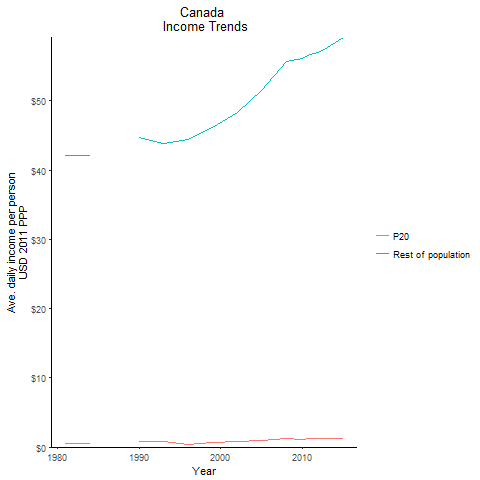 Canada
Income Trends
Ave. daily income per person
USD 2011 PPP
$50
$40
$30
$20
$10
$0
1980
1990
2000
2010
Year
P20
Rest of population